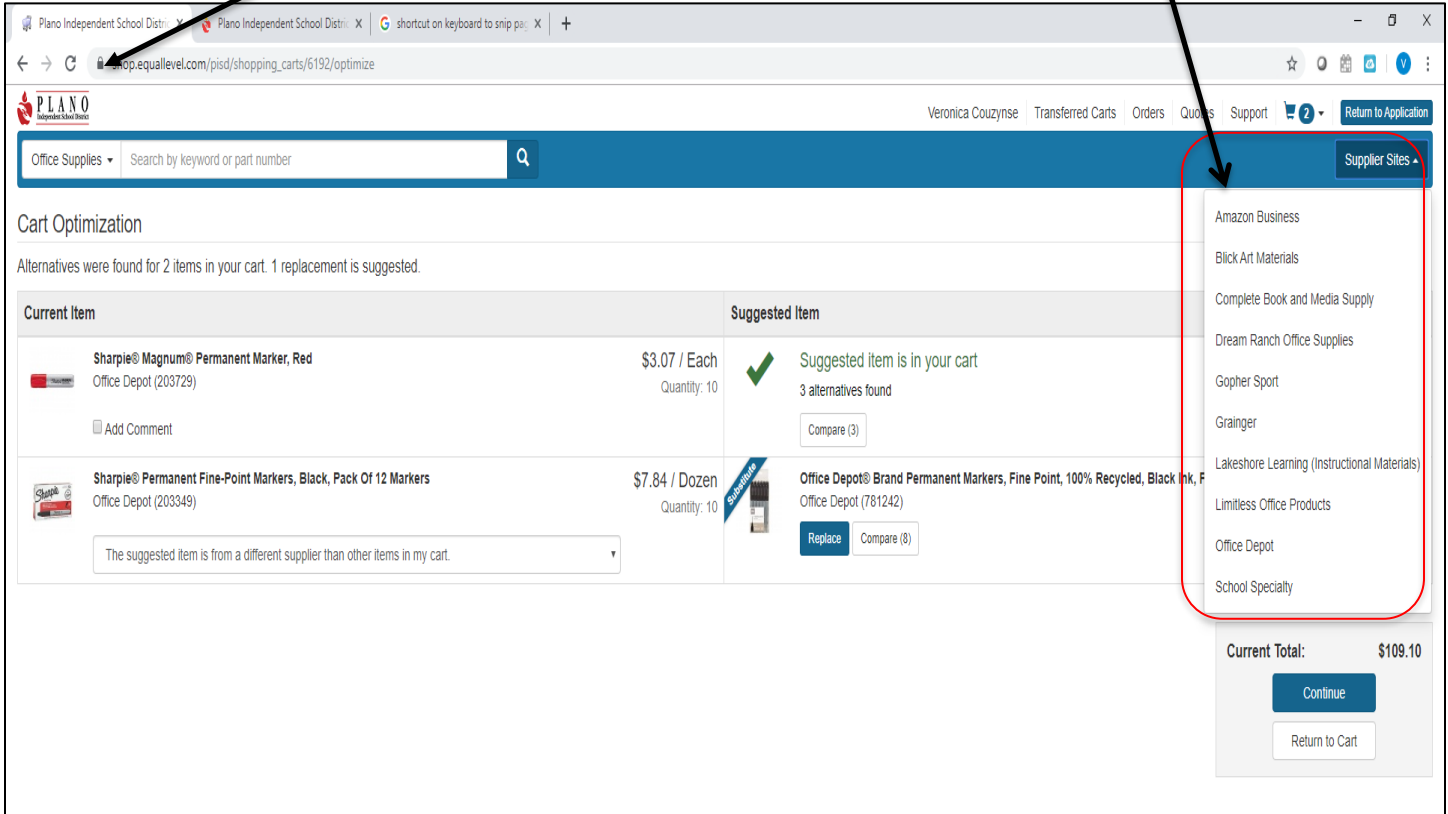 Plano Independent School Distric
Plano Independent School Distric
shortcut on keyboard to snip pag
shop.equallevel.com/pisd/shopping_carts/6192/optimize
V
PLANO
Independent School District
Veronica Couzynse Transferred Carts Orders Quotes Support 2 Return to Application
Office Supplies Search by keyword or part number Supplier Sites
Cart Optimization
Alternatives were found for 2 items in your cart. 1 replacement is suggested.
Current Item Suggested Item
Sharpie® Magnum® Permanent Marker, Red $3.07 / Each
Office Depot (203729) Quantity: 10
Add Comment
Suggested item is in your cart
3 alternatives found
Compare (3)
Sharpie
Sharpie® Permanent Fine-Point Markers, Black, Pack Of 12 Markers $7.84 / Dozen
Office Depot (203349) Quantity: 10
The suggested item is from a different supplier than other items in my cart.
Substitute
Office Depot® Brand Permanent Markers, Fine Point, 100% Recycled, Black Ink, P
Office Depot (781242)
Replace Compare (8)
Amazon Business
Blick Art Materials
Complete Book and Media Supply
Dream Ranch Office Supplies
Gopher Sport
Grainger
Lakeshore Learning (Instructional Materials)
Limitless Office Products
Office Depot
School Specialty
Current Total: $109.10
Continue
Return to Cart